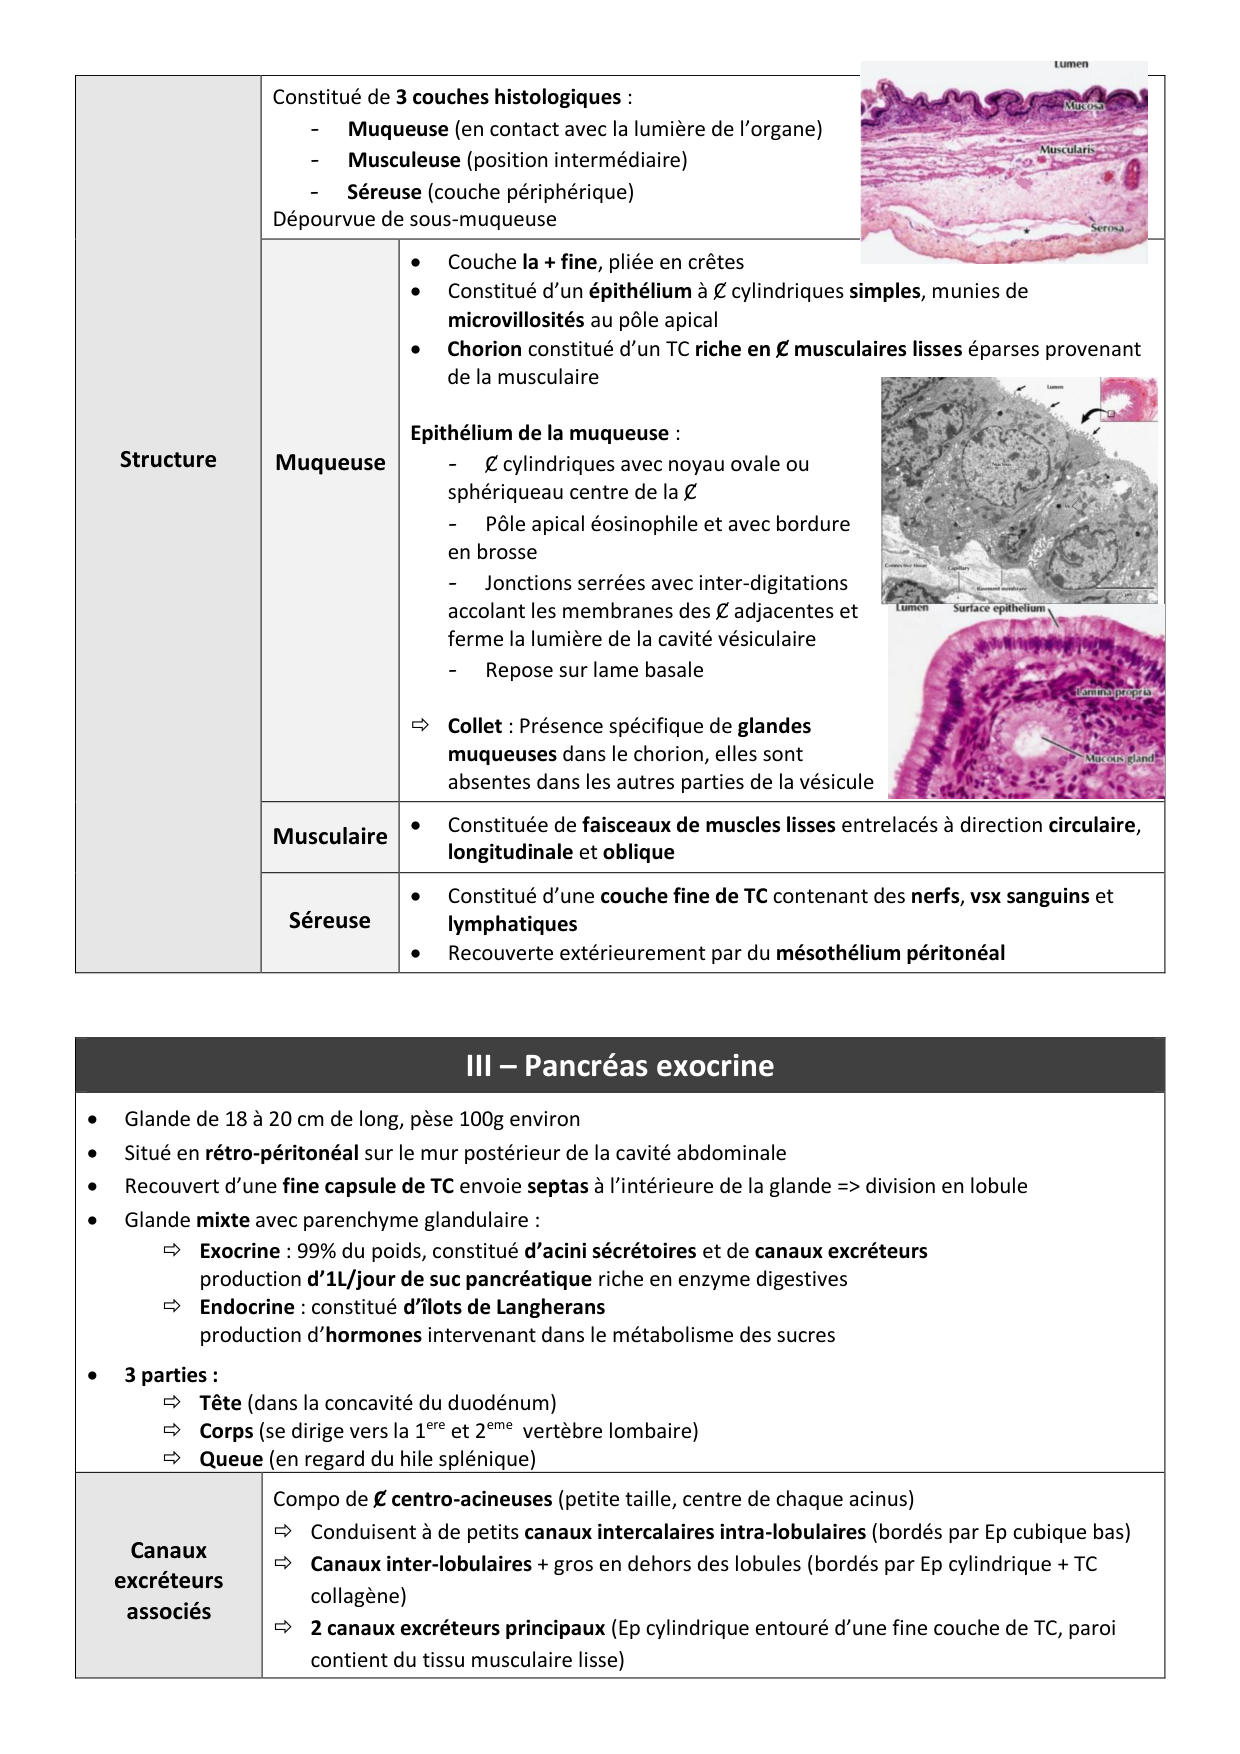 Constitué de 3 couches histologiques :
- Muqueuse (en contact avec la lumière de l’organe)
- Musculeuse (position intermédiaire)
- Séreuse (couche périphérique)
Dépourvue de sous-muqueuse
Lumen
Mucosa
Muscularis
Serosa
*
Structure
Muqueuse
• Couche la + fine, pliée en crêtes
• Constitué d’un épithélium à Ȼ cylindriques simples, munies de
microvillosités au pôle apical
• Chorion constitué d’un TC riche en Ȼ musculaires lisses éparses provenant
de la musculaire
Epithélium de la muqueuse :
- Ȼ cylindriques avec noyau ovale ou
sphériqueau centre de la Ȼ
- Pôle apical éosinophile et avec bordure
en brosse
- Jonctions serrées avec inter-digitations
accolant les membranes des Ȼ adjacentes et
ferme la lumière de la cavité vésiculaire
- Repose sur lame basale
⇨ Collet : Présence spécifique de glandes
muqueuses dans le chorion, elles sont
absentes dans les autres parties de la vésicule
Lumen
Connective tissue
Capillary
Basement membrane
Lumen
Surface epithelium
Lamina propria
Mucous gland
Musculaire
• Constituée de faisceaux de muscles lisses entrelacés à direction circulaire,
longitudinale et oblique
Séreuse
• Constitué d’une couche fine de TC contenant des nerfs, vsx sanguins et
lymphatiques
• Recouverte extérieurement par du mésothélium péritonéal
III – Pancréas exocrine
• Glande de 18 à 20 cm de long, pèse 100g environ
• Situé en rétro-péritonéal sur le mur postérieur de la cavité abdominale
• Recouvert d’une fine capsule de TC envoie septas à l’intérieure de la glande => division en lobule
• Glande mixte avec parenchyme glandulaire :
⇨ Exocrine : 99% du poids, constitué d’acini sécrétoires et de canaux excréteurs
production d’1L/jour de suc pancréatique riche en enzyme digestives
⇨ Endocrine : constitué d’îlots de Langherans
production d’hormones intervenant dans le métabolisme des sucres
• 3 parties :
⇨ Tête (dans la concavité du duodénum)
⇨ Corps (se dirige vers la 1ere et 2eme vertèbre lombaire)
⇨ Queue (en regard du hile splénique)
Canaux
excréteurs
associés
Compo de Ȼ centro-acineuses (petite taille, centre de chaque acinus)
⇨ Conduisent à de petits canaux intercalaires intra-lobulaires (bordés par Ep cubique bas)
⇨ Canaux inter-lobulaires + gros en dehors des lobules (bordés par Ep cylindrique + TC
collagène)
⇨ 2 canaux excréteurs principaux (Ep cylindrique entouré d’une fine couche de TC, paroi
contient du tissu musculaire lisse)